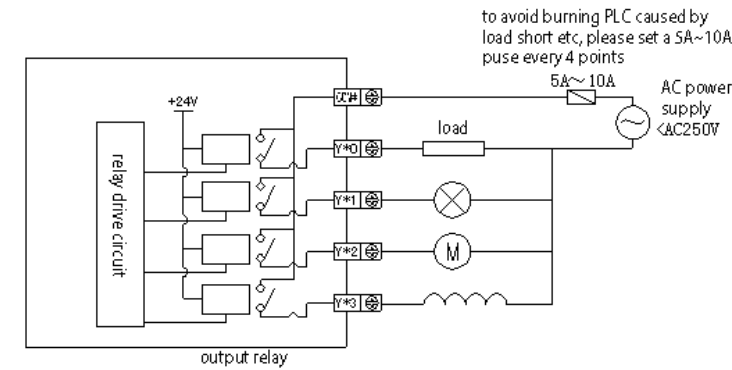 to avoid burning PLC caused by
load short etc, please set a 5A~10A
puse every 4 points
5A~ 10A
AC power
supply
<AC250V
+24V
load
Y*0
Y*1
Y*2
M
Y*3
relay drive circuit
output relay